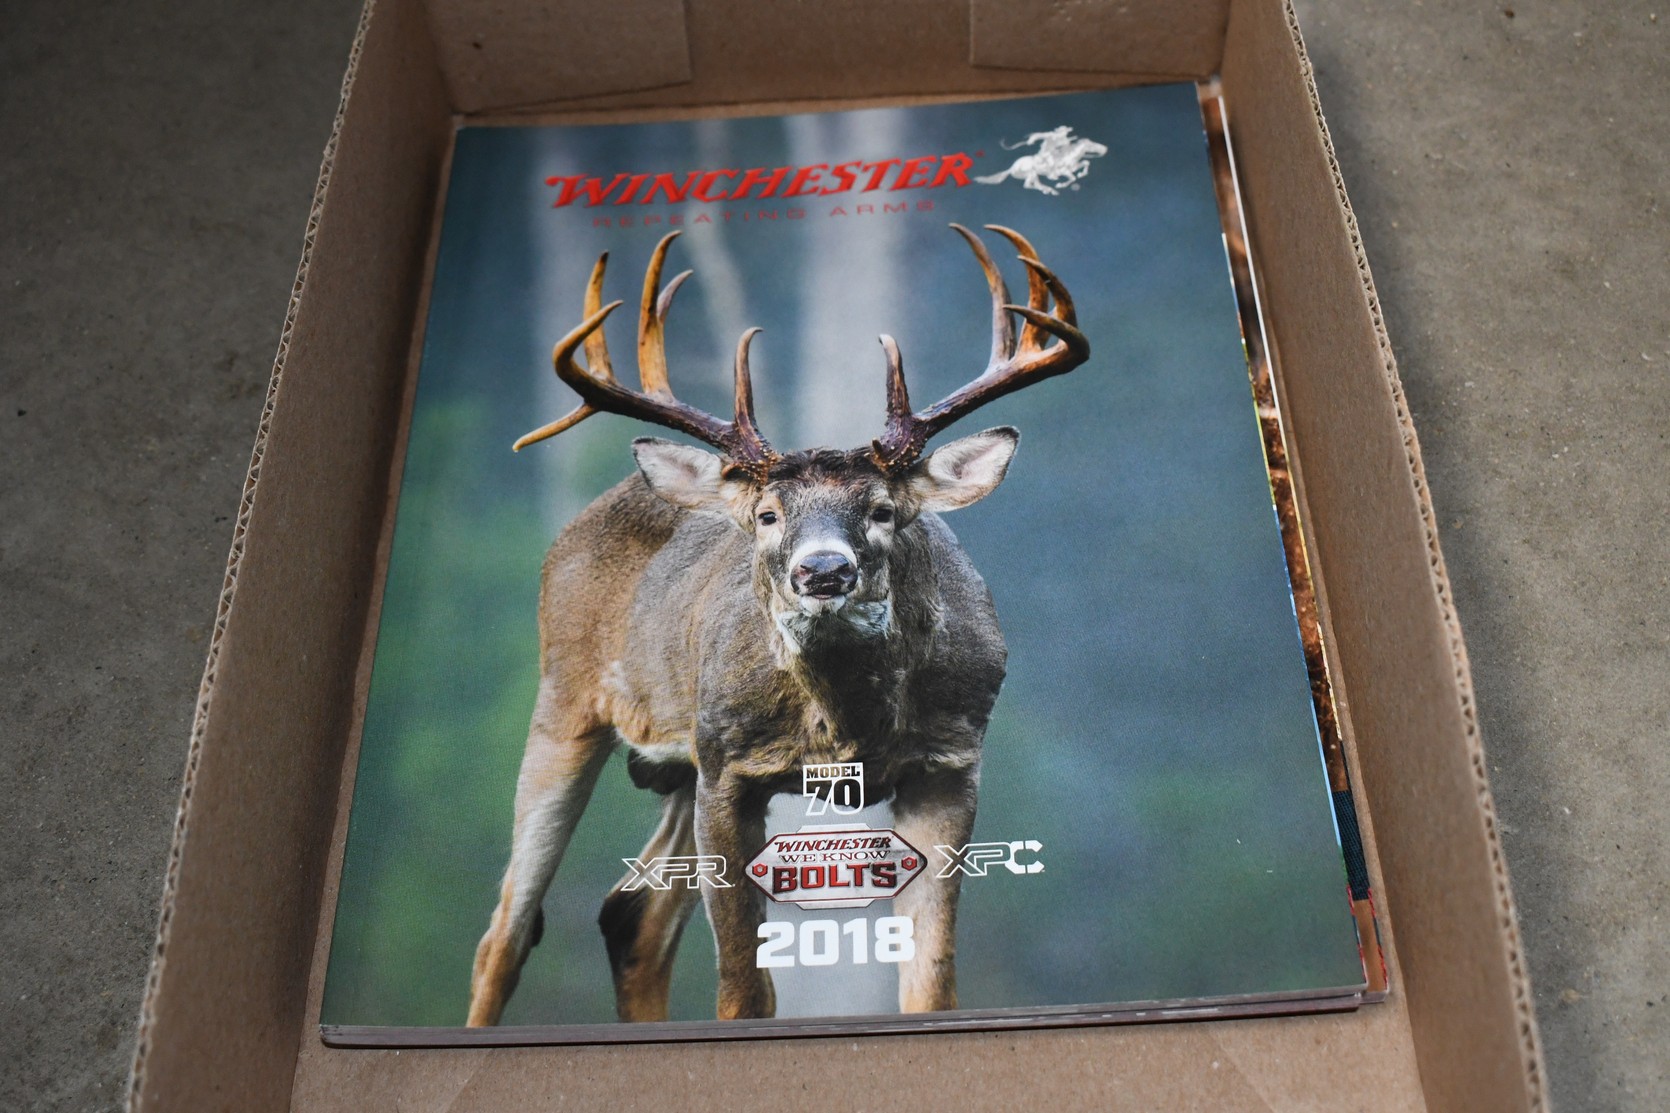 WINCHESTER
REPEATING ARMS
MODEL
70
WINCHESTER
WE KNOW
BOLTS
XPR
XPC
2018